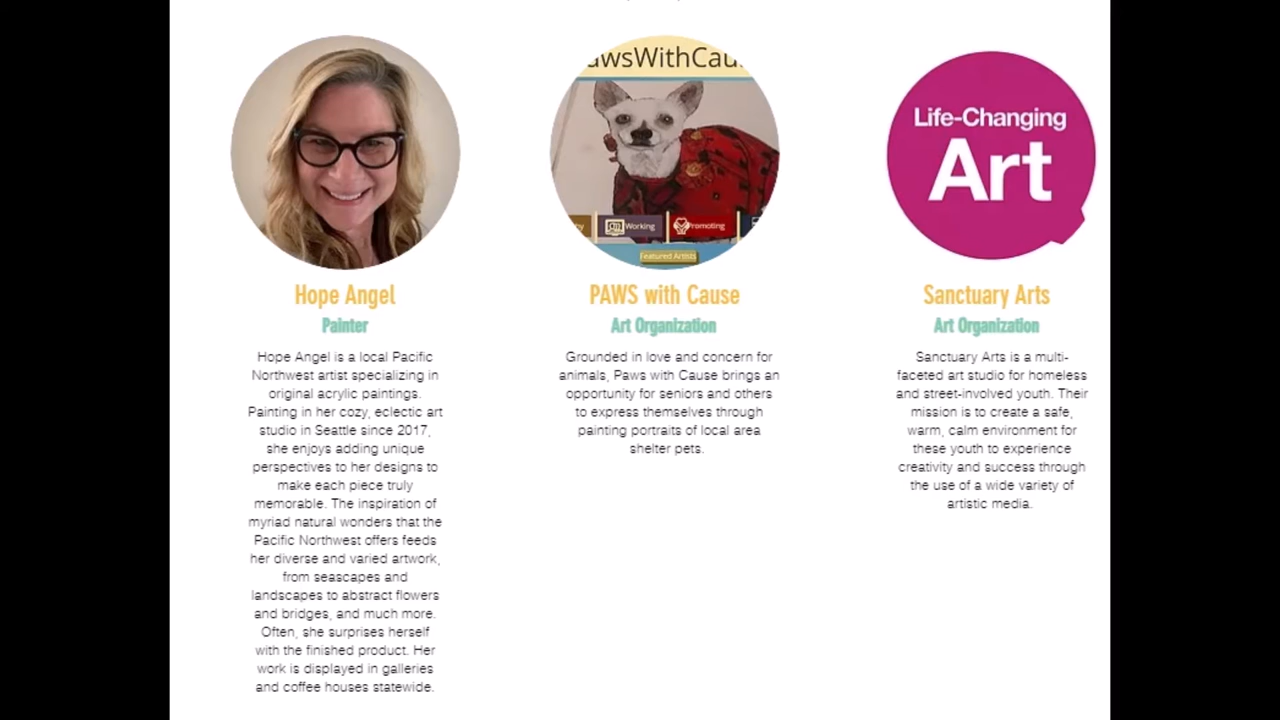 awsWithCau
Working
Promoting
Featured Artists
Life-Changing
Art
Hope Angel
Painter
Hope Angel is a local Pacific
Northwest artist specializing in
original acrylic paintings.
Painting in her cozy, eclectic art
studio in Seattle since 2017,
she enjoys adding unique
perspectives to her designs to
make each piece truly
memorable. The inspiration of
myriad natural wonders that the
Pacific Northwest offers feeds
her diverse and varied artwork,
from seascapes and
landscapes to abstract flowers
and bridges, and much more.
Often, she surprises herself
with the finished product. Her
work is displayed in galleries
and coffee houses statewide.
PAWS with Cause
Art Organization
Grounded in love and concern for
animals, Paws with Cause brings an
opportunity for seniors and others
to express themselves through
painting portraits of local area
shelter pets.
Sanctuary Arts
Art Organization
Sanctuary Arts is a multi-
faceted art studio for homeless
and street-involved youth. Their
mission is to create a safe,
warm, calm environment for
these youth to experience
creativity and success through
the use of a wide variety of
artistic media.